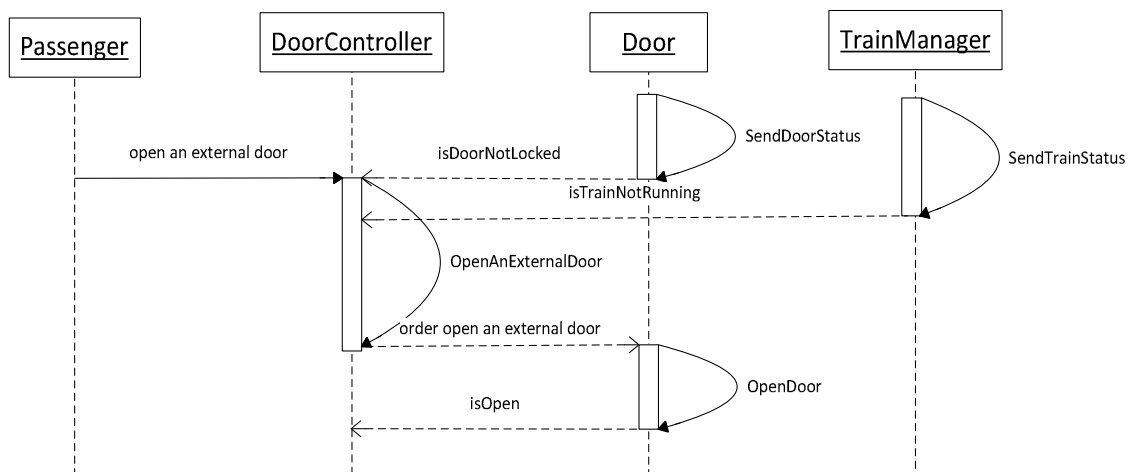 Passenger
DoorController
Door
TrainManager
SendDoorStatus
open an external door
isDoorNotLocked
SendTrainStatus
isTrainNotRunning
OpenAnExternalDoor
order open an external door
OpenDoor
isOpen